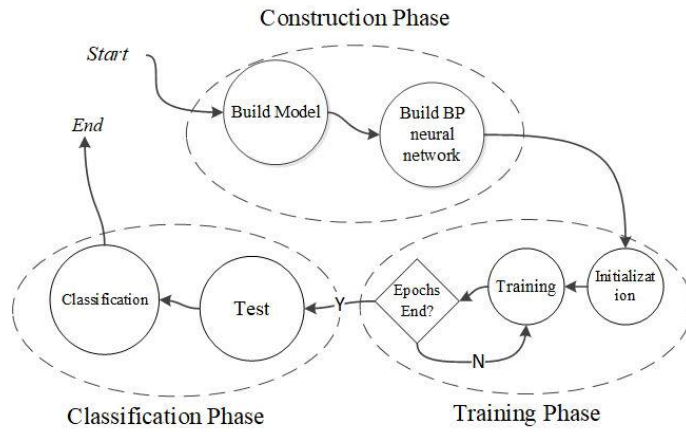 Construction Phase
Start
Build Model
Build BP
neural
network
End
Classification
Test
Y
Epochs
End?
N
Training
Initializat
ion
Classification Phase
Training Phase